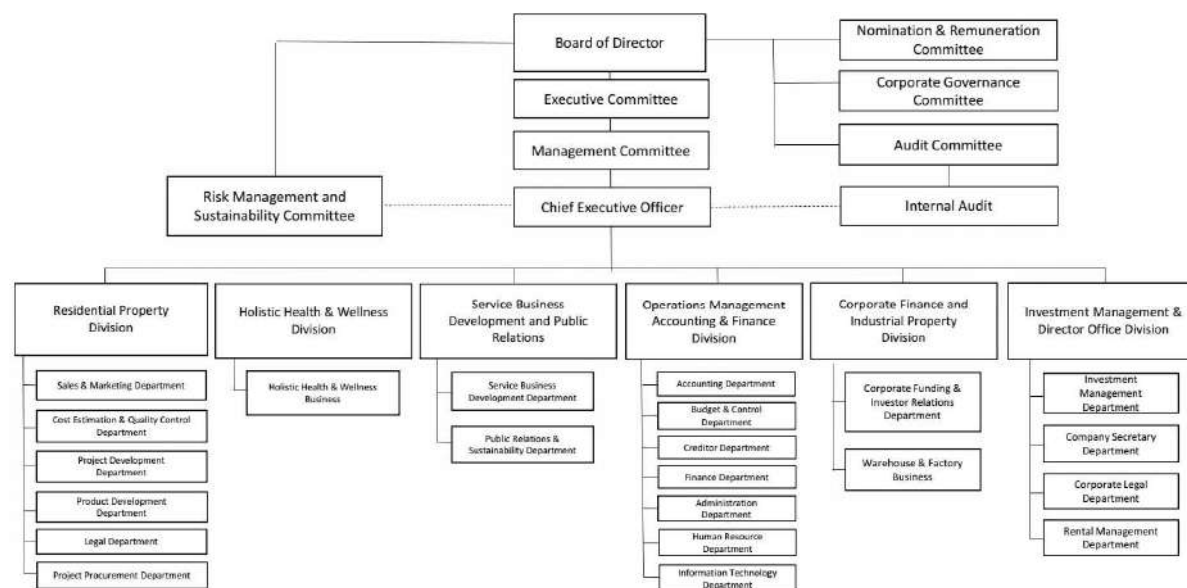 Board of Director
Nomination & Remuneration
Committee
Executive Committee
Corporate Governance
Committee
Management Committee
Audit Committee
Risk Management and
Sustainability Committee
Chief Executive Officer
Internal Audit
Residential Property
Division
Sales & Marketing Department
Cost Estimation & Quality Control
Department
Project Development
Department
Product Development
Department
Legal Department
Project Procurement Department
Holistic Health & Wellness
Division
Holistic Health & Wellness
Business
Service Business
Development and Public
Relations
Service Business
Development Department
Public Relations &
Sustainability Department
Operations Management
Accounting & Finance
Division
Accounting Department
Budget & Control
Department
Creditor Department
Finance Department
Administration
Department
Human Resource
Department
Information Technology
Department
Corporate Finance and
Industrial Property
Division
Corporate Funding &
Investor Relations
Department
Warehouse & Factory
Business
Investment Management &
Director Office Division
Investment
Management
Department
Company Secretary
Department
Corporate Legal
Department
Rental Management
Department